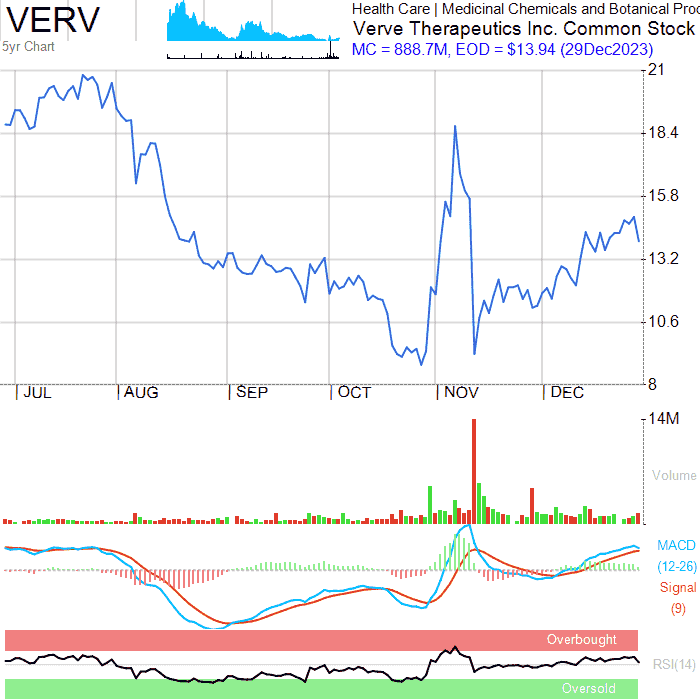 VERV
5yr Chart
Health Care | Medicinal Chemicals and Botanical Pro
Verve Therapeutics Inc. Common Stock
MC = 888.7M, EOD = $13.94 (29Dec2023)
21
18.4
15.8
13.2
10.6
8
JUL AUG SEP OCT NOV DEC
14M
Volume
MACD
(12-26)
Signal
(9)
Overbought
RSI(14)
Oversold